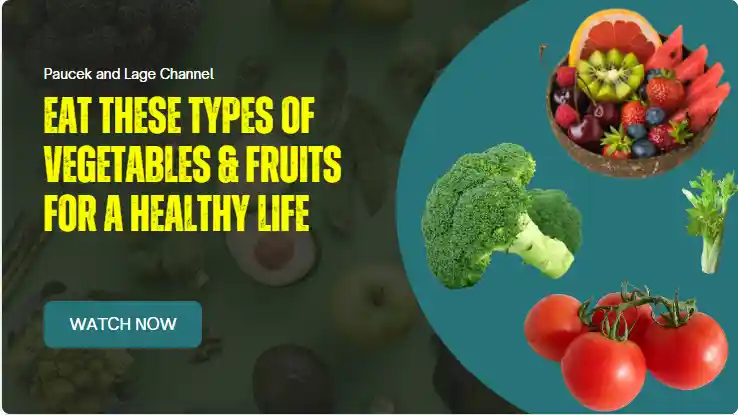 Paucek and Lage Channel
EAT THESE TYPES OF
VEGETABLES & FRUITS
FOR A HEALTHY LIFE
WATCH NOW